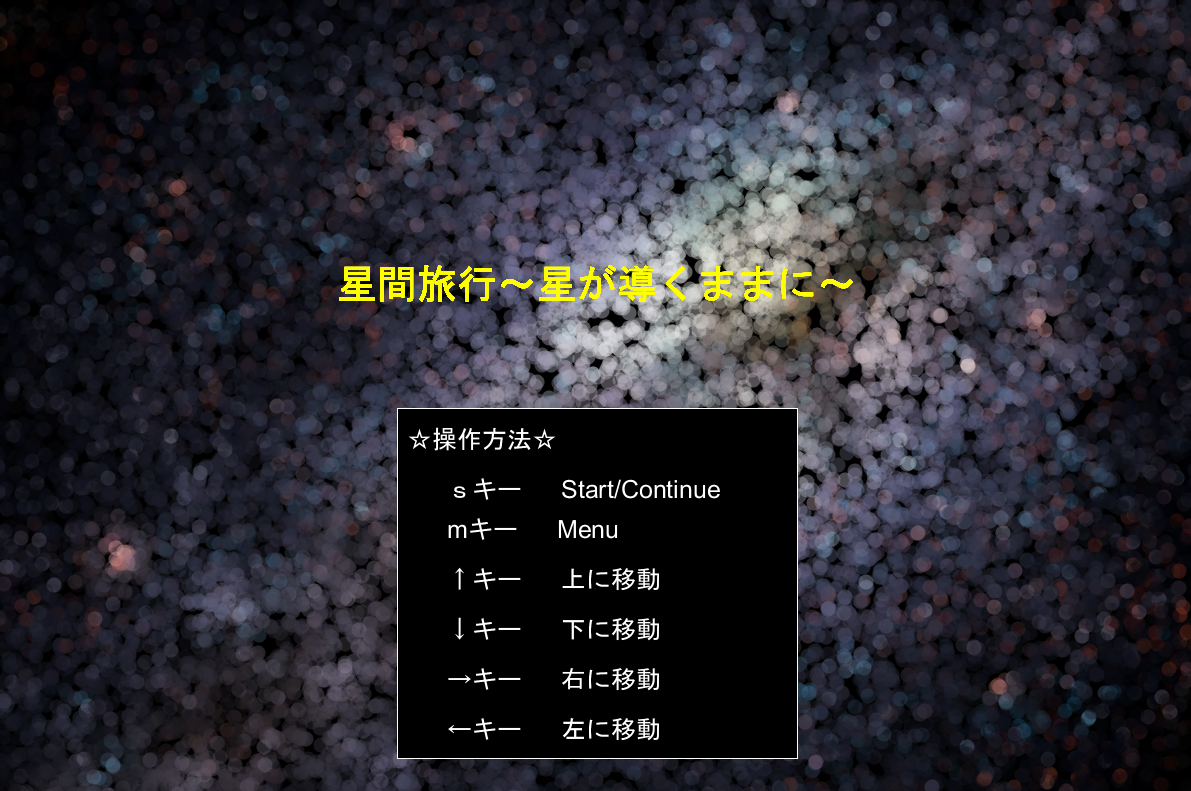 星間旅行～星が導くままに～
☆操作方法☆
ｓキー Start/Continue
mキー Menu
↑キー 上に移動
↓キー 下に移動
→キー 右に移動
←キー 左に移動